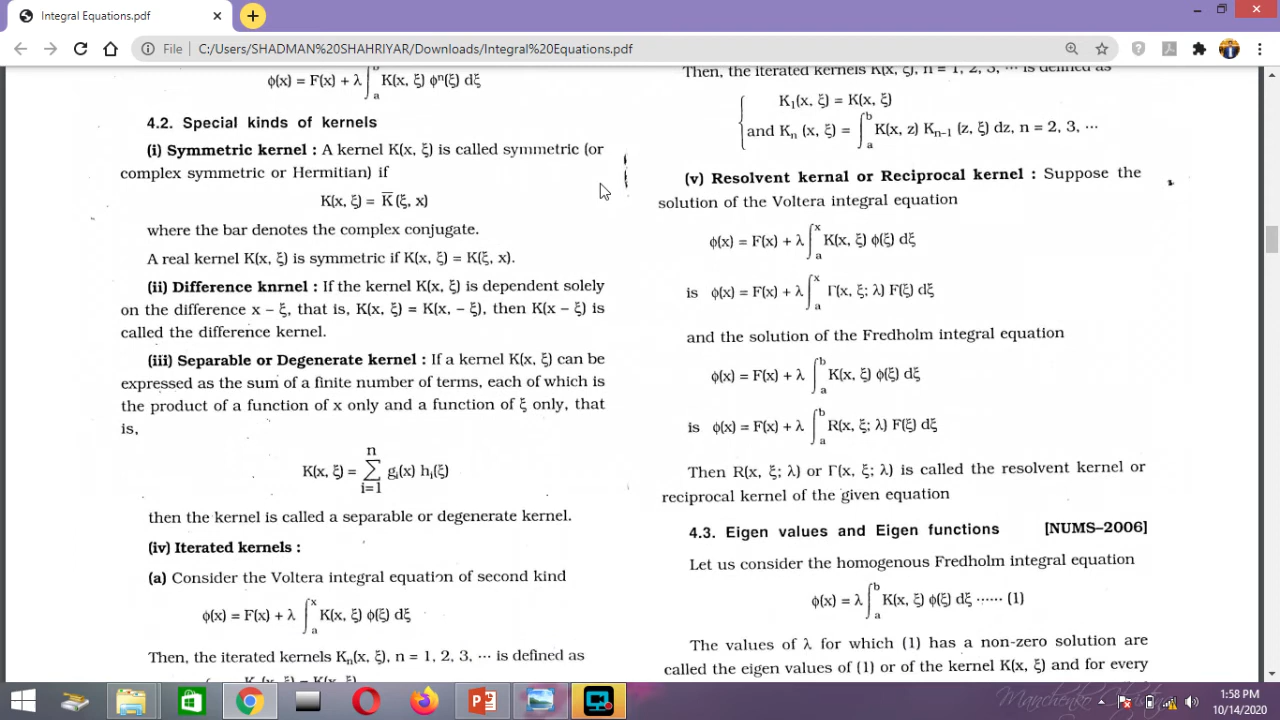 Integral Equations.pdf
File
C:/Users/SHADMAN%20SHAHRIYAR/Downloads/Integral%20Equations.pdf
ϕ(x) = F(x) + λ ∫ₐᵇ K(x, ξ) ϕⁿ(ξ) dξ
4.2. Special kinds of kernels
(i) Symmetric kernel : A kernel K(x, ξ) is called symmetric (or
complex symmetric or Hermitian) if
K(x, ξ) = K̅ (ξ, x)
where the bar denotes the complex conjugate.
A real kernel K(x, ξ) is symmetric if K(x, ξ) = K(ξ, x).
(ii) Difference knrnel : If the kernel K(x, ξ) is dependent solely
on the difference x – ξ, that is, K(x, ξ) = K(x, – ξ), then K(x – ξ) is
called the difference kernel.
(iii) Separable or Degenerate kernel : If a kernel K(x, ξ) can be
expressed as the sum of a finite number of terms, each of which is
the product of a function of x only and a function of ξ only, that
is,
K(x, ξ) = ∑ᵢ₌₁ⁿ gᵢ(x) hᵢ(ξ)
then the kernel is called a separable or degenerate kernel.
(iv) Iterated kernels :
(a) Consider the Voltera integral equation of second kind
ϕ(x) = F(x) + λ ∫ₐˣ K(x, ξ) ϕ(ξ) dξ
Then, the iterated kernels Kₙ(x, ξ), n = 1, 2, 3, ··· is defined as
K₁(x, ξ) = K(x, ξ)
Then, the iterated kernels K(x, ξ), n = 1, 2, 3, ··· is defined as
K₁(x, ξ) = K(x, ξ)
and Kₙ (x, ξ) = ∫ₐᵇ K(x, z) Kₙ₋₁ (z, ξ) dz, n = 2, 3, ···
(v) Resolvent kernal or Reciprocal kernel : Suppose the
solution of the Voltera integral equation
ϕ(x) = F(x) + λ ∫ₐˣ K(x, ξ) ϕ(ξ) dξ
is ϕ(x) = F(x) + λ ∫ₐˣ Γ(x, ξ; λ) F(ξ) dξ
and the solution of the Fredholm integral equation
ϕ(x) = F(x) + λ ∫ₐᵇ K(x, ξ) ϕ(ξ) dξ
is ϕ(x) = F(x) + λ ∫ₐᵇ R(x, ξ; λ) F(ξ) dξ
Then R(x, ξ; λ) or Γ(x, ξ; λ) is called the resolvent kernel or
reciprocal kernel of the given equation
4.3. Eigen values and Eigen functions [NUMS–2006]
Let us consider the homogenous Fredholm integral equation
ϕ(x) = λ ∫ₐᵇ K(x, ξ) ϕ(ξ) dξ ······ (1)
The values of λ for which (1) has a non-zero solution are
called the eigen values of (1) or of the kernel K(x, ξ) and for every
1:58 PM
10/14/2020